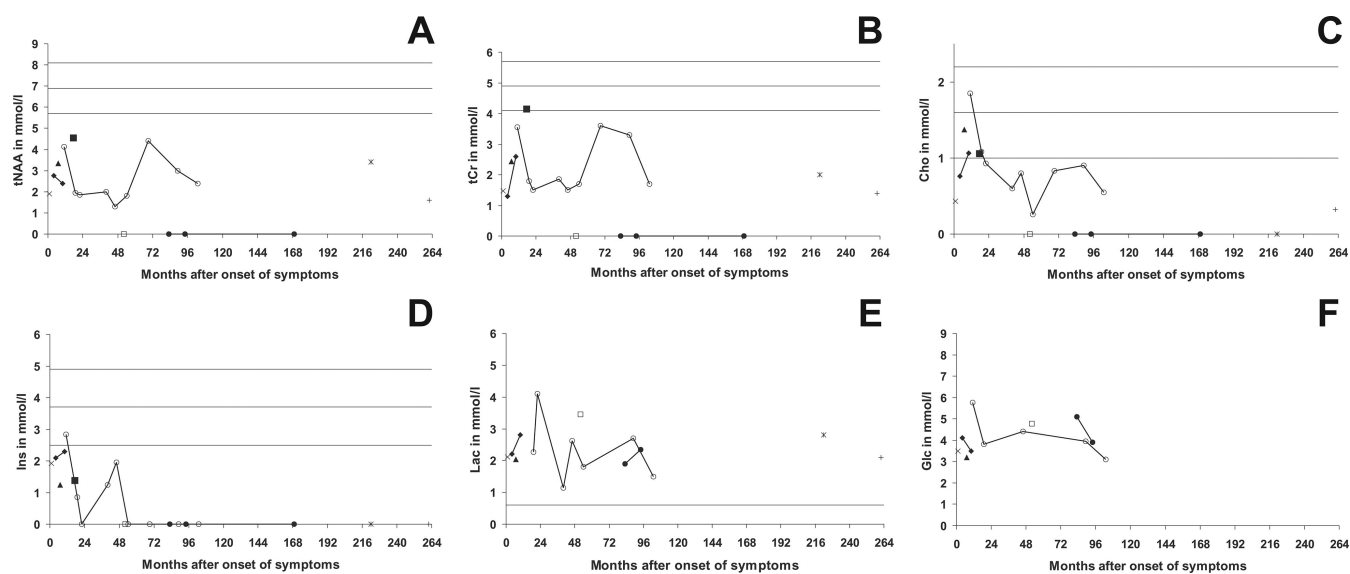 A
9
8
7
6
5
4
3
2
1
0
tNAA in mmol/l
0 24 48 72 96 120 144 168 192 216 240 264
Months after onset of symptoms
B
6
5
4
3
2
1
0
tCr in mmol/l
0 24 48 72 96 120 144 168 192 216 240 264
Months after onset of symptoms
C
2
1
0
Cho in mmol/l
0 24 48 72 96 120 144 168 192 216 240 264
Months after onset of symptoms
D
6
5
4
3
2
1
0
Ins in mmol/l
0 24 48 72 96 120 144 168 192 216 240 264
Months after onset of symptoms
E
6
5
4
3
2
1
0
Lac in mmol/l
0 24 48 72 96 120 144 168 192 216 240 264
Months after onset of symptoms
F
9
8
7
6
5
4
3
2
1
0
Glc in mmol/l
0 24 48 72 96 120 144 168 192 216 240 264
Months after onset of symptoms